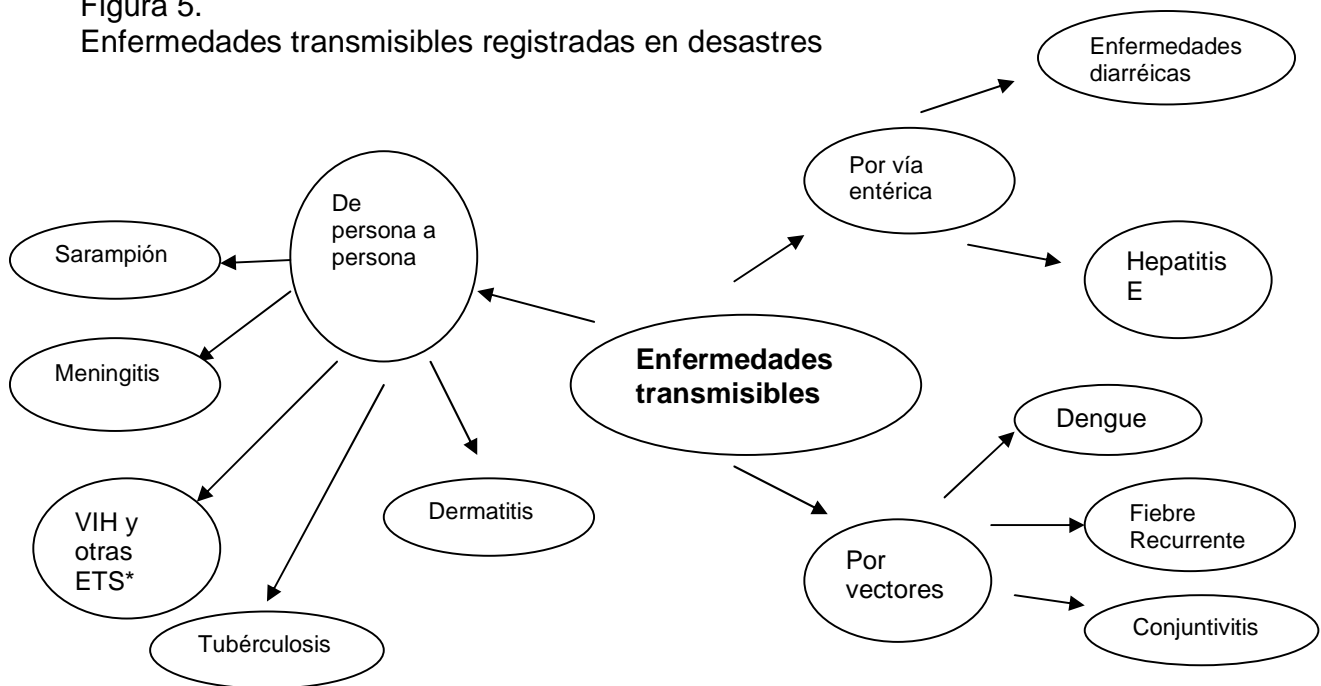 Figura 5.
Enfermedades transmisibles registradas en desastres
Enfermedades
diarréicas
Por vía
entérica
De
persona a
persona
Sarampión
Hepatitis
E
Enfermedades
transmisibles
Meningitis
Dengue
Dermatitis
Fiebre
Recurrente
VIH y
otras
ETS*
Por
vectores
Conjuntivitis
Tubérculosis